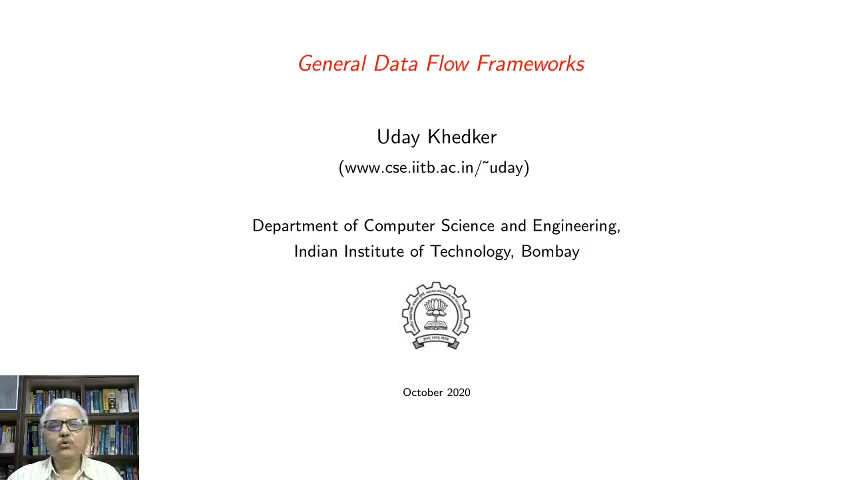 General Data Flow Frameworks
Uday Khedker
(www.cse.iitb.ac.in/˜uday)
Department of Computer Science and Engineering,
Indian Institute of Technology, Bombay
October 2020